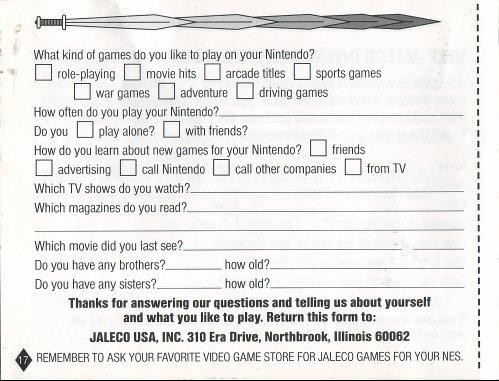 What kind of games do you like to play on your Nintendo?
role-playing movie hits arcade titles sports games
war games adventure driving games
How often do you play your Nintendo?
Do you play alone? with friends?
How do you learn about new games for your Nintendo? friends
advertising call Nintendo call other companies from TV
Which TV shows do you watch?
Which magazines do you read?
Which movie did you last see?
Do you have any brothers? how old?
Do you have any sisters? how old?
Thanks for answering our questions and telling us about yourself
and what you like to play. Return this form to:
JALECO USA, INC. 310 Era Drive, Northbrook, Illinois 60062
17 REMEMBER TO ASK YOUR FAVORITE VIDEO GAME STORE FOR JALECO GAMES FOR YOUR NES.